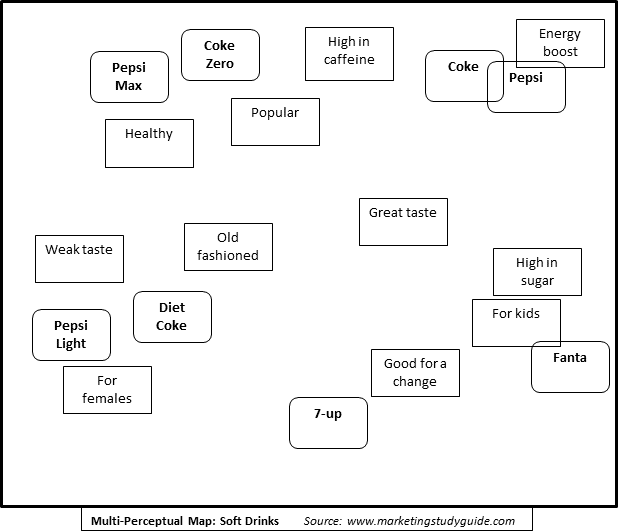 Coke
Zero
High in
caffeine
Energy
boost
Pepsi
Max
Coke
Pepsi
Popular
Healthy
Great taste
Weak taste
Old
fashioned
High in
sugar
Diet
Coke
For kids
Pepsi
Light
Good for a
change
Fanta
For
females
7-up
Multi-Perceptual Map: Soft Drinks Source: www.marketingstudyguide.com